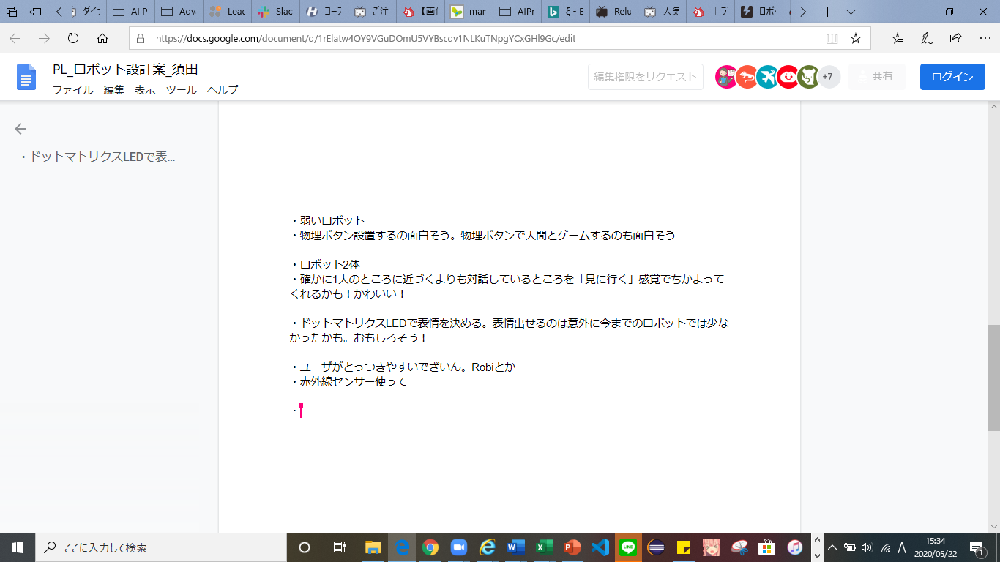 ダイ
AI P
Adv
Leac
Slac
コース
ご注
【画像
mar
AIPr
ξ - E
Relu
人気
| ラ
ロボッ
https://docs.google.com/document/d/1rElatw4QY9VGuDOmU5VYBscqv1NLKuTNpgYCxGHl9Gc/edit
PL_ロボット設計案_須田
ファイル 編集 表示 ツール ヘルプ
編集権限をリクエスト
+7
共有
ログイン
・ドットマトリクスLEDで表...
・弱いロボット
・物理ボタン設置するの面白そう。物理ボタンで人間とゲームするのも面白そう
・ロボット2体
・確かに1人のところに近づくよりも対話しているところを「見に行く」感覚でちかよって
くれるかも！かわいい！
・ドットマトリクスLEDで表情を決める。表情出せるのは意外に今までのロボットでは少な
かったかも。おもしろそう！
・ユーザがとっつきやすいでざいん。Robiとか
・赤外線センサー使って
・
ここに入力して検索
LINE
A
15:34
2020/05/22
1